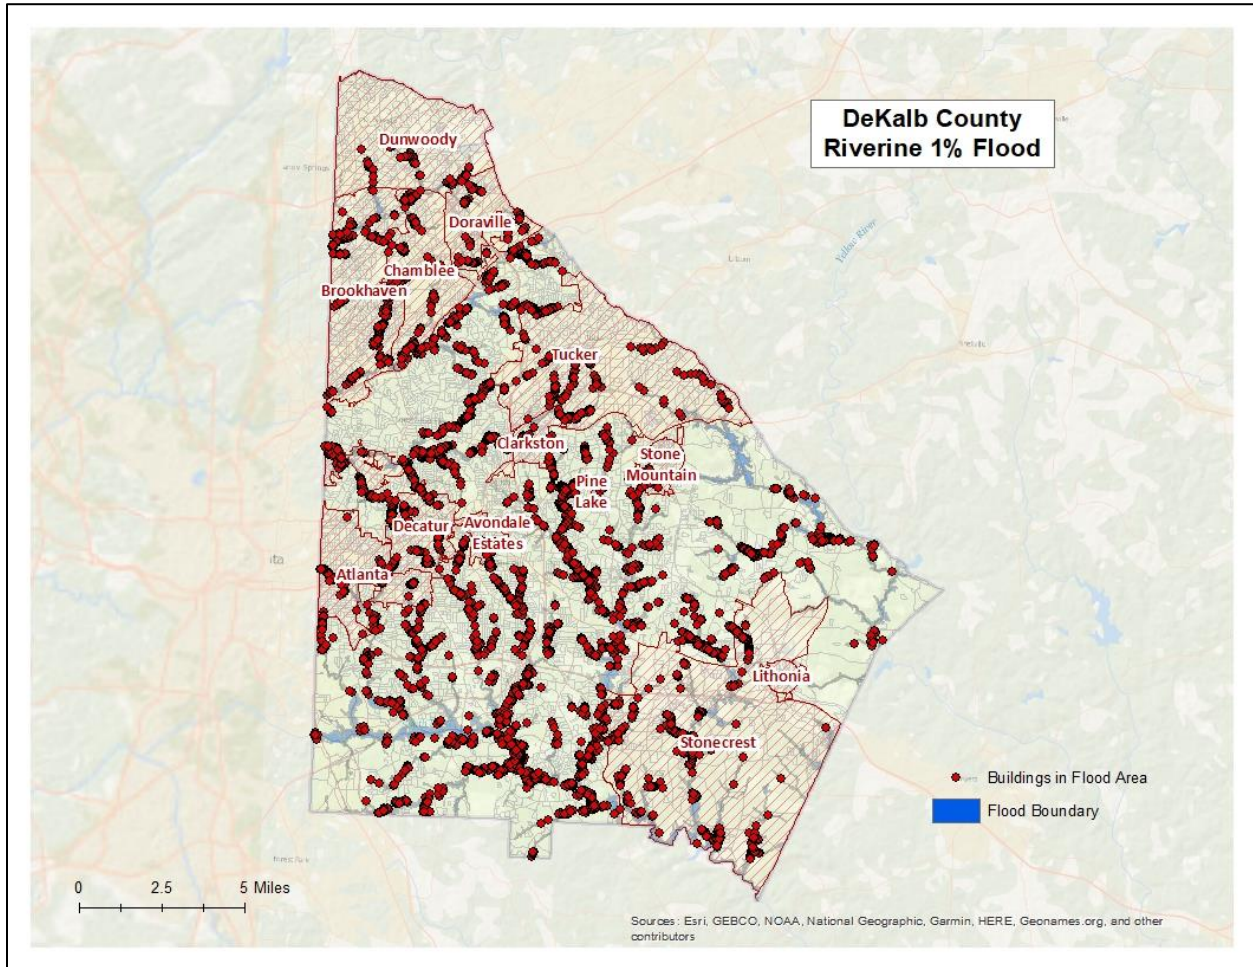 DeKalb County
Riverine 1% Flood
Dunwoody
Doraville
Chamblee
Brookhaven
Yellow River
Tucker
Clarkston
Stone
Mountain
Pine
Lake
Decatur
Avondale
Estates
Atlanta
Lithonia
Stonecrest
Buildings in Flood Area
Flood Boundary
0 2.5 5 Miles
Sources: Esri, GEBCO, NOAA, National Geographic, Garmin, HERE, Geonames.org, and other
contributors